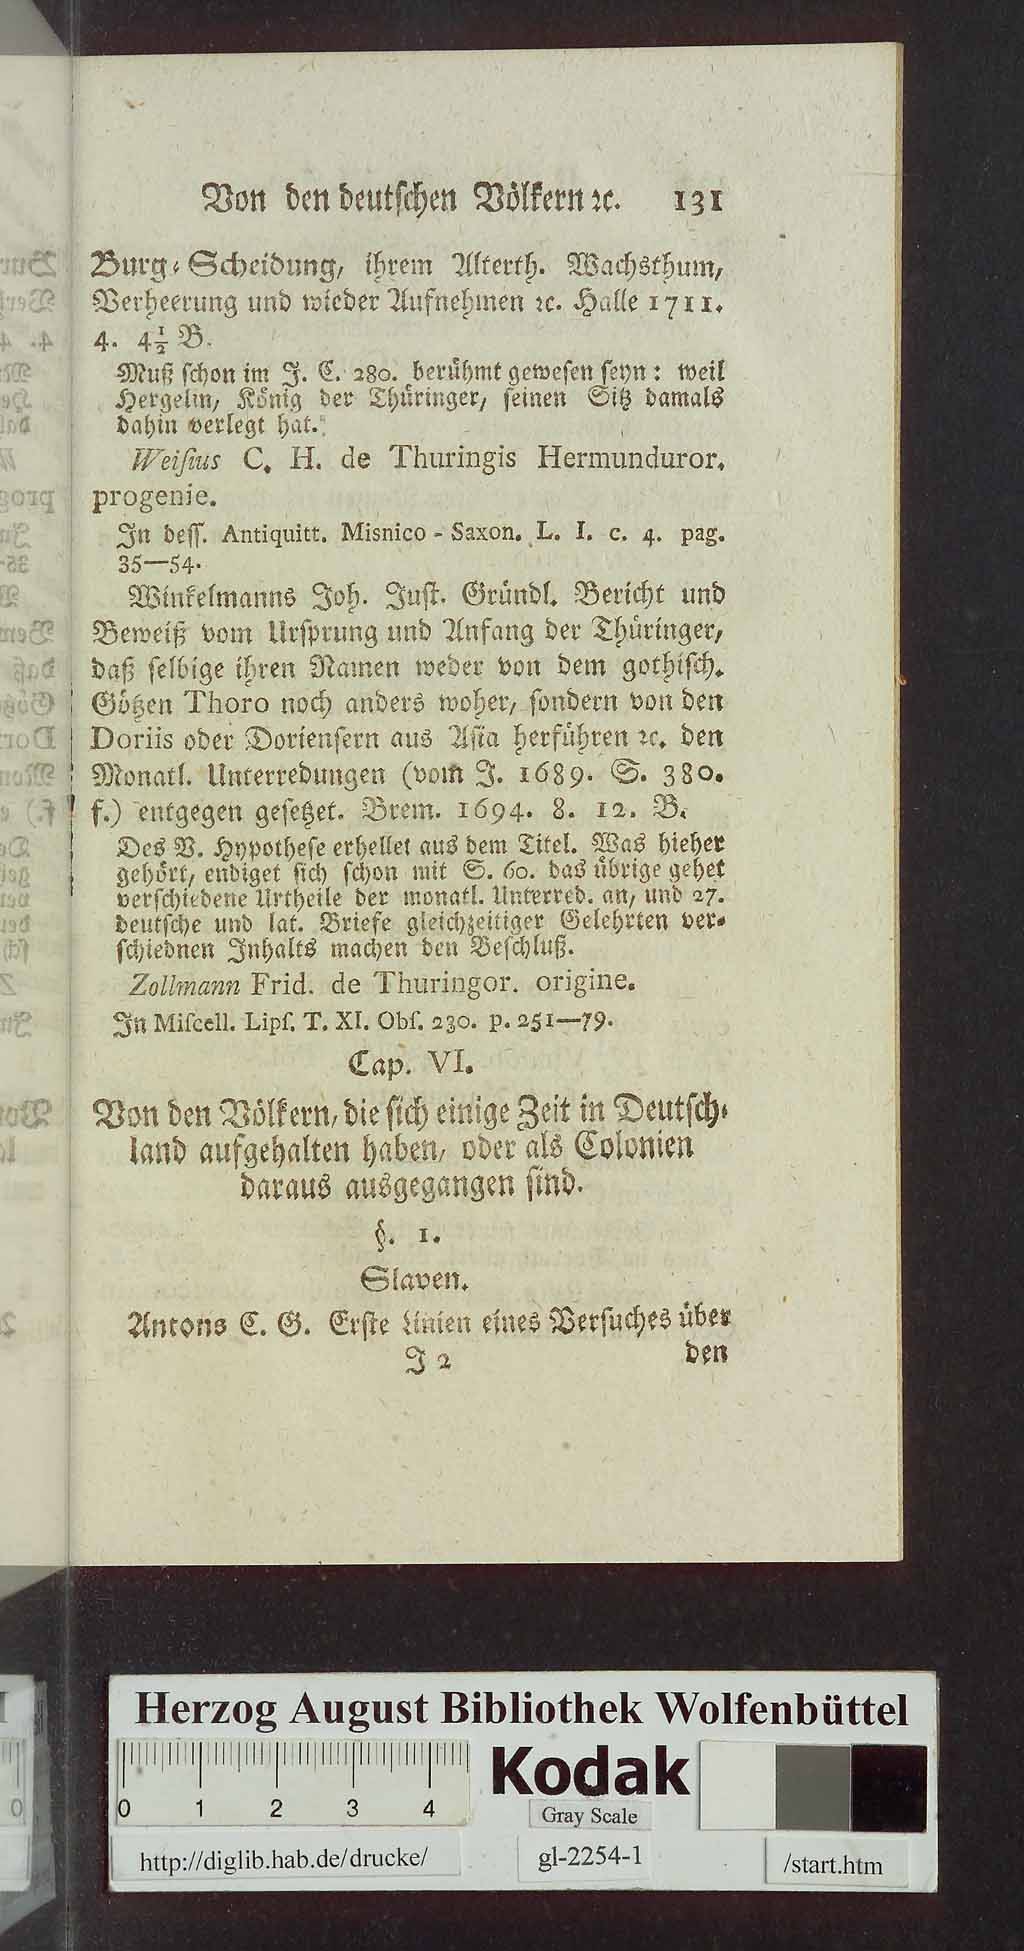 Von den deutschen Völkern ꝛc. 131
Burg-Scheidung, ihrem Alterth. Wachsthum,
Verheerung und wieder Aufnehmen ꝛc. Halle 1711.
4. 4½ B.
Muß schon im J. C. 280. berühmt gewesen seyn: weil
Hergelin, König der Thüringer, seinen Sitz damals
dahin verlegt hat.
Weiſius C. H. de Thuringis Hermunduror.
progenie.
In dess. Antiquitt. Misnico - Saxon. L. I. c. 4. pag.
35—54.
Winkelmanns Joh. Just. Gründl. Bericht und
Beweiß vom Ursprung und Anfang der Thüringer,
daß selbige ihren Namen weder von dem gothisch.
Götzen Thoro noch anders woher, sondern von den
Doriis oder Doriensern aus Asia herführen ꝛc. den
Monatl. Unterredungen (vom J. 1689. S. 380.
f.) entgegen gesetzet. Brem. 1694. 8. 12. B.
Des V. Hypothese erhellet aus dem Titel. Was hieher
gehört, endiget sich schon mit S. 60. das übrige gehet
verschiedene Urtheile der monatl. Unterred. an, und 27.
deutsche und lat. Briefe gleichzeitiger Gelehrten ver-
schiednen Inhalts machen den Beschluß.
Zollmann Frid. de Thuringor. origine.
In Miſcell. Lipſ. T. XI. Obſ. 230. p. 251—79.
Cap. VI.
Von den Völkern, die sich einige Zeit in Deutsch-
land aufgehalten haben, oder als Colonien
daraus ausgegangen sind.
§. 1.
Slaven.
Antons C. G. Erste Linien eines Versuches über
J 2 den
Herzog August Bibliothek Wolfenbüttel
Kodak
0 1 2 3 4
Gray Scale
http://diglib.hab.de/drucke/ gl-2254-1 /start.htm